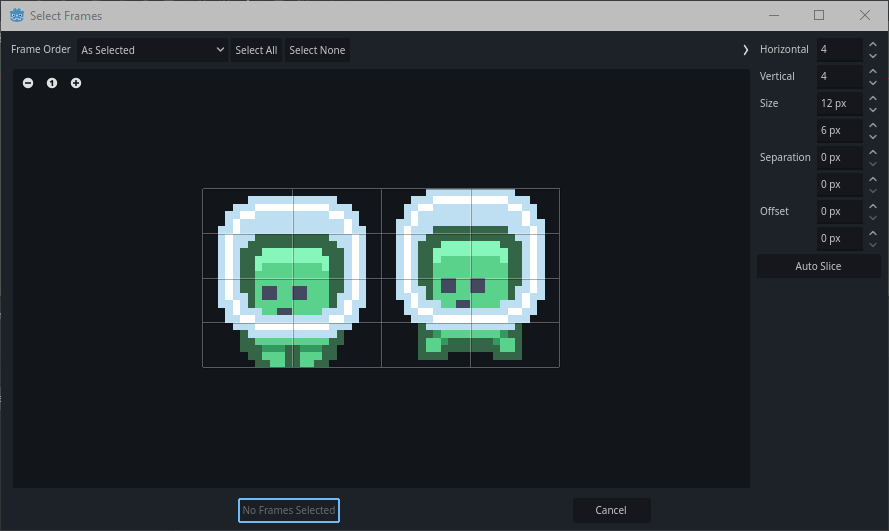 Select Frames
Frame Order As Selected Select All Select None
Horizontal 4
Vertical 4
Size 12 px
6 px
Separation 0 px
0 px
Offset 0 px
0 px
Auto Slice
1
No Frames Selected Cancel